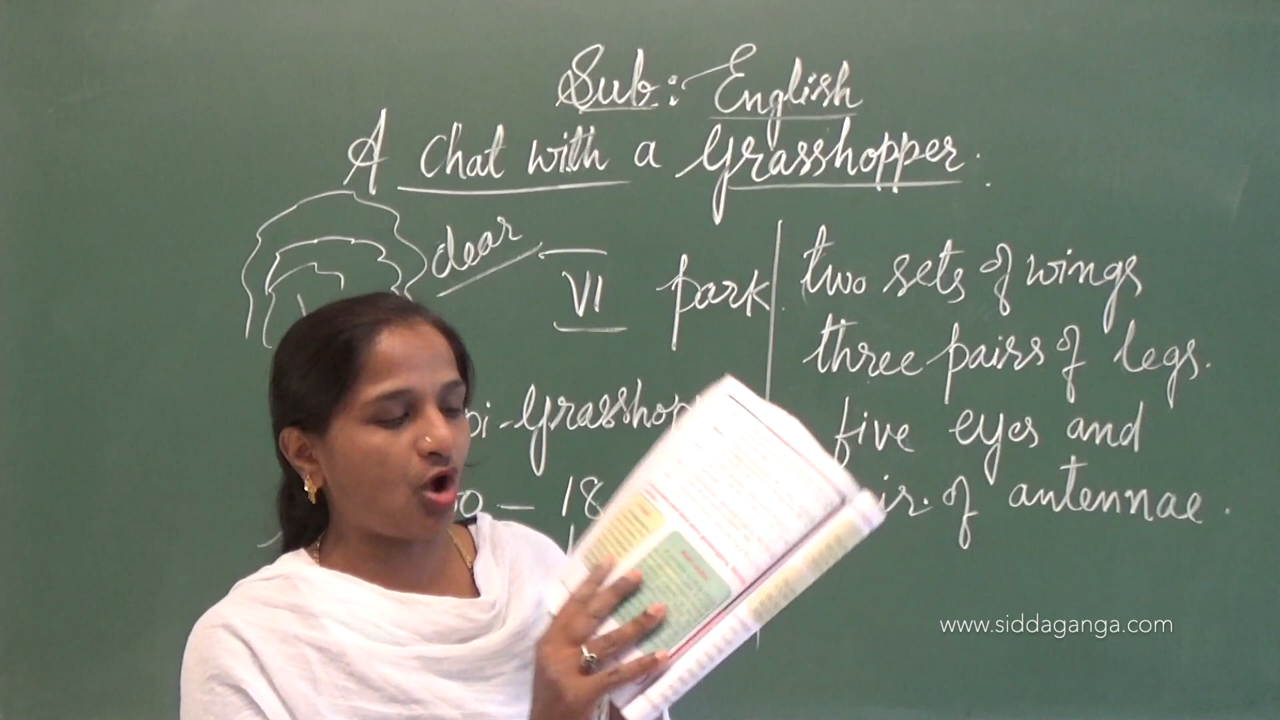 Sub: English
A chat with a Grasshopper.
dear
VI park
two sets of wings
three pairs of legs.
five eyes and
of antennae.
18
www.siddaganga.com